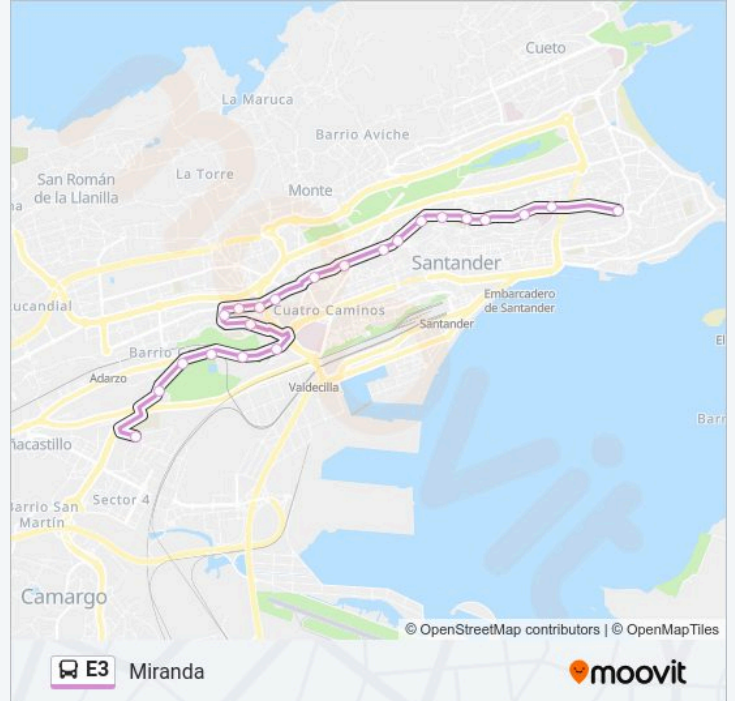 Cueto
La Maruca
Barrio Aviche
San Román
de la Llanilla
La Torre
Monte
na
Santander
ucandial
Cuatro Caminos
Embarcadero
de Santander
Santander
El
Barrio
Adarzo
Valdecilla
Barr
ñacastillo
Sector 4
Barrio San
Martín
Camargo
© OpenStreetMap contributors | © OpenMapTiles
E3 Miranda
moovit